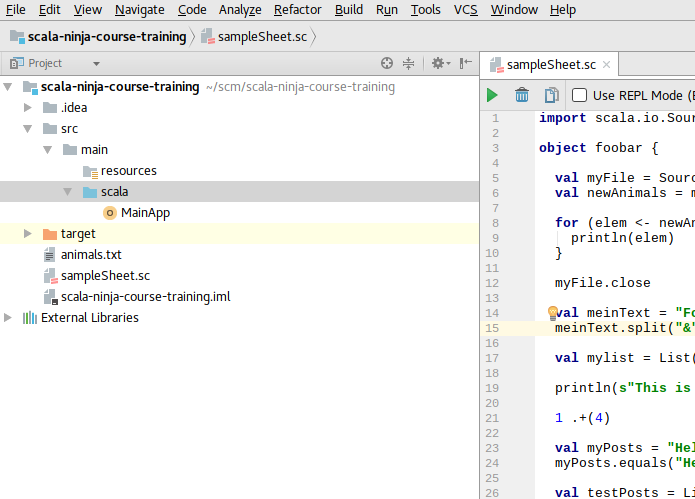 File Edit View Navigate Code Analyze Refactor Build Run Tools VCS Window Help
scala-ninja-course-training sampleSheet.sc
Project
sampleSheet.sc
scala-ninja-course-training ~/scm/scala-ninja-course-training
.idea
src
main
resources
scala
MainApp
target
animals.txt
sampleSheet.sc
scala-ninja-course-training.iml
External Libraries
Use REPL Mode (
1 import scala.io.Sour
2
3 object foobar {
4
5 val myFile = Sourc
6 val newAnimals = m
7
8 for (elem <- newAn
9 println(elem)
10 }
11
12 myFile.close
13
14 val meinText = "Fo
15 meinText.split("&"
16
17 val mylist = List(
18
19 println(s"This is
20
21 1 .+(4)
22
23 val myPosts = "Hel
24 myPosts.equals("He
25
26 val testPosts = Li